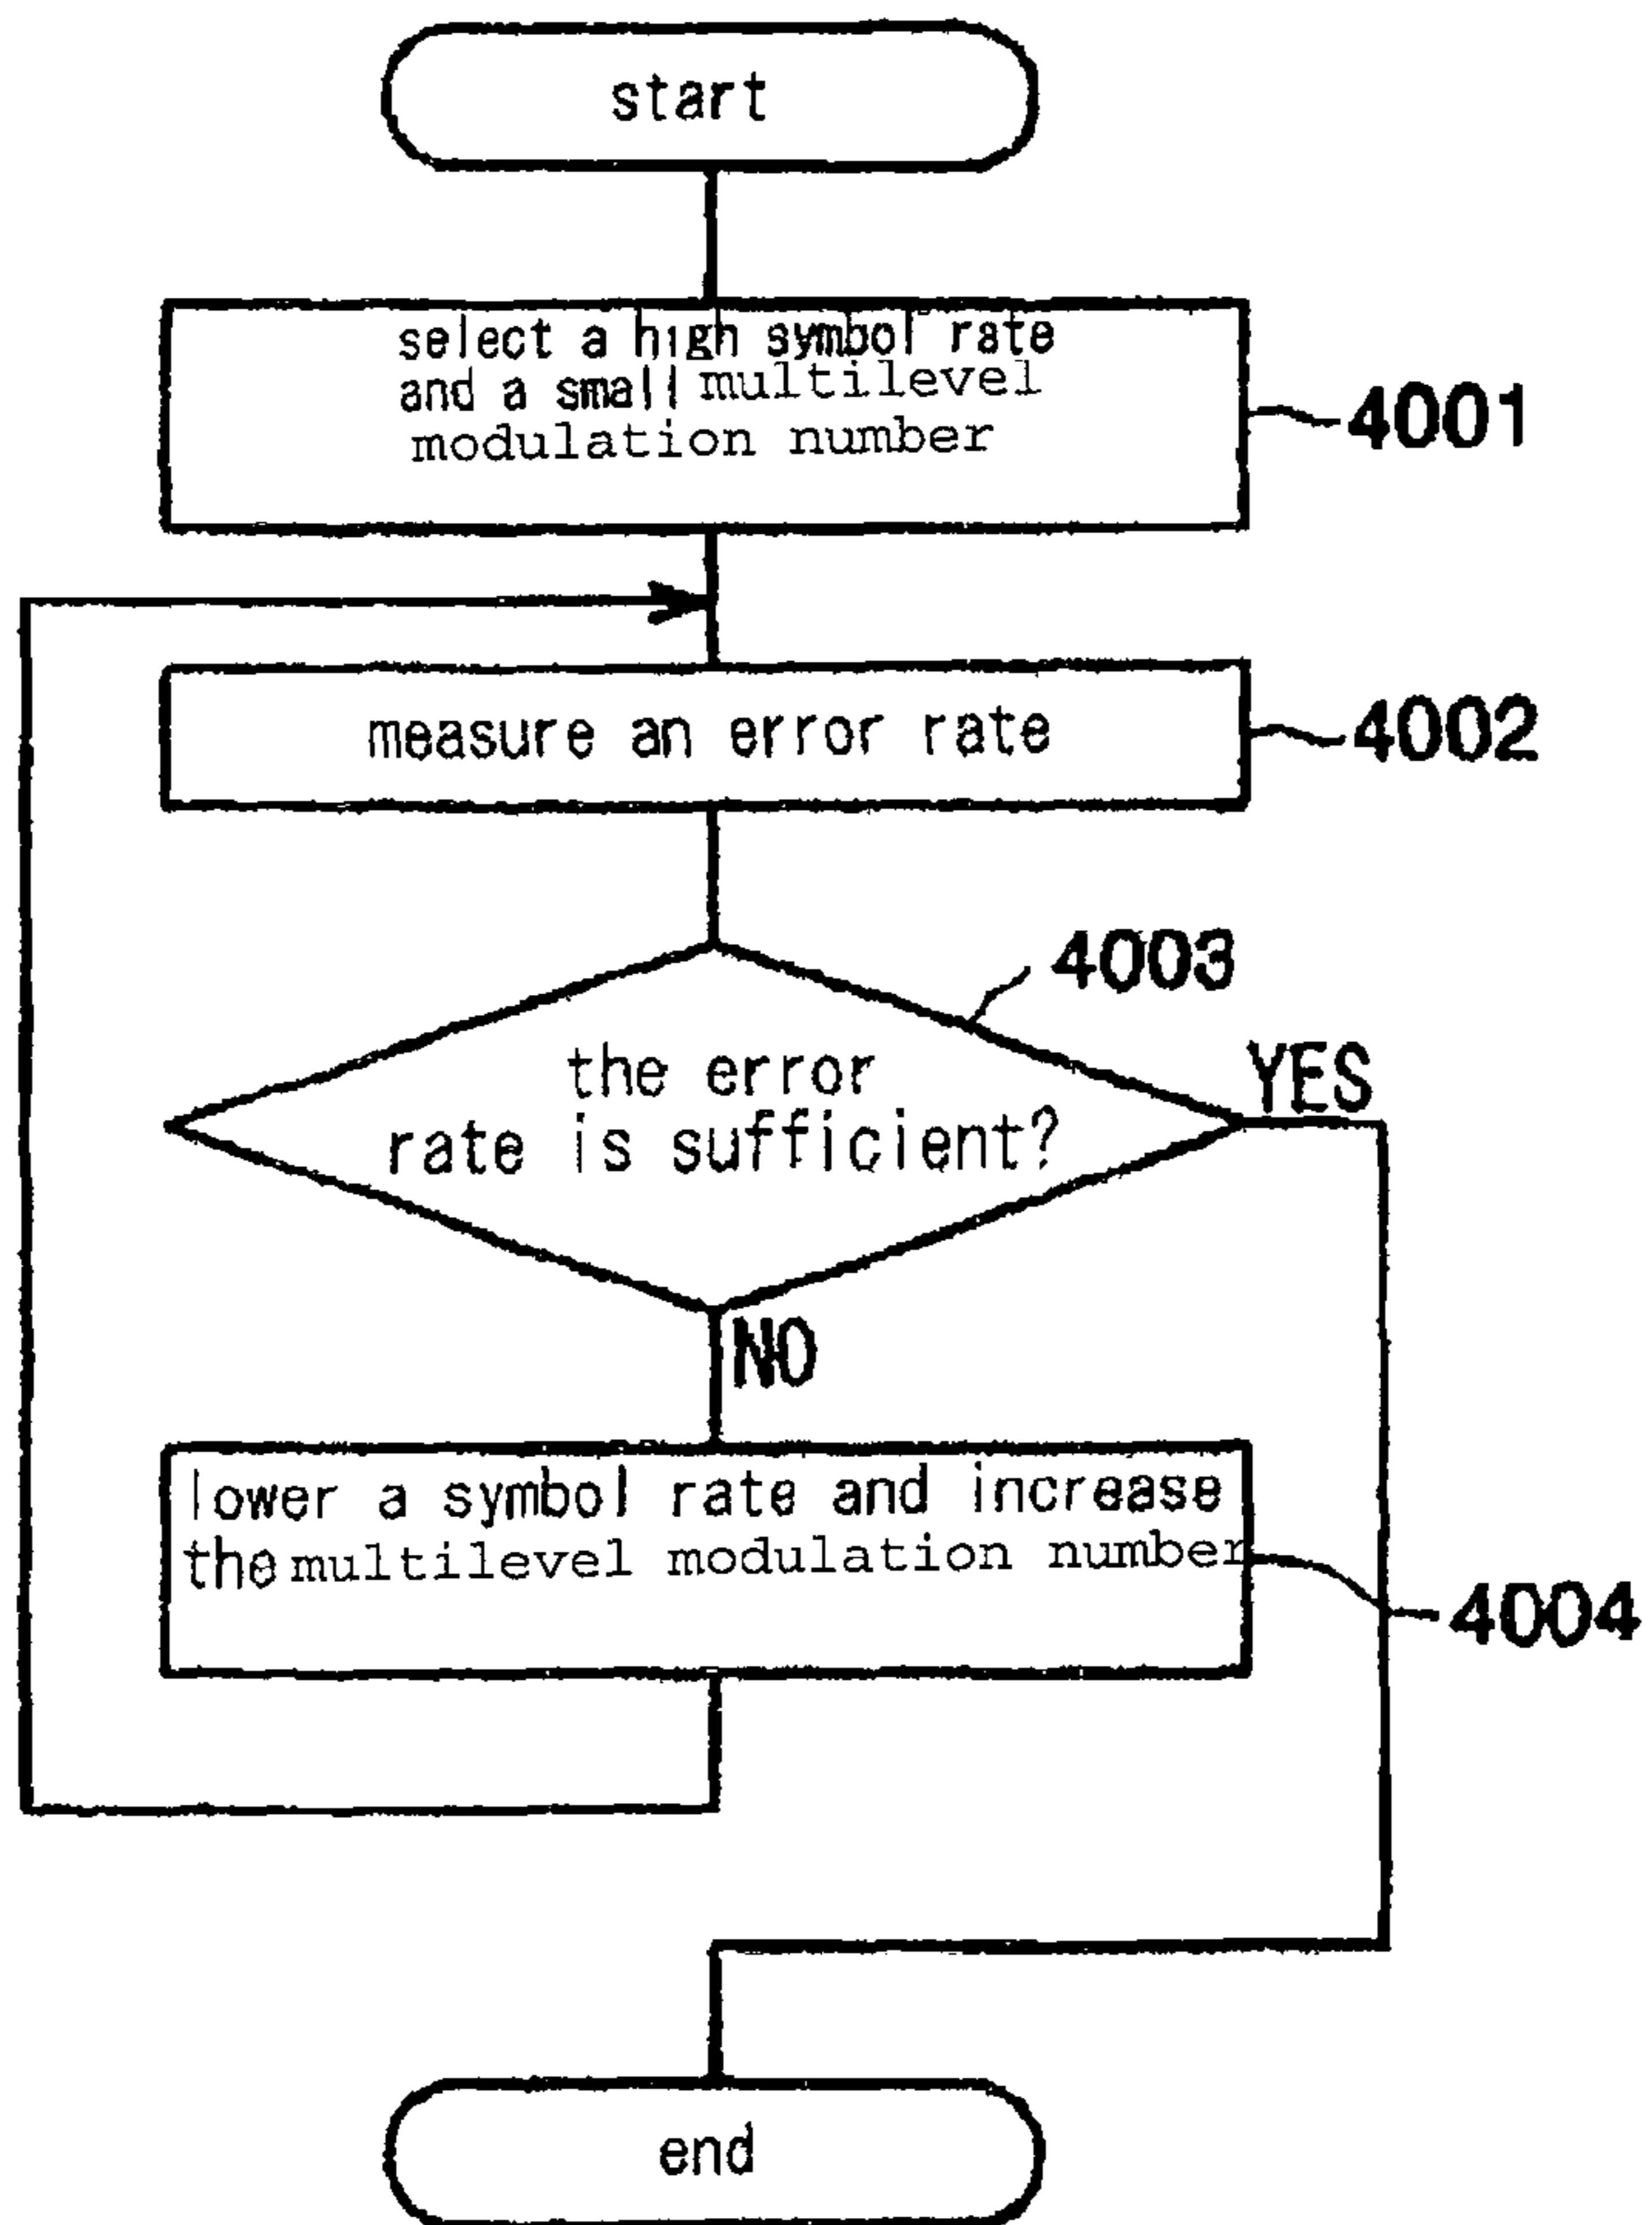 start
select a high symbol rate
and a small multilevel
modulation number
4001
measure an error rate
4002
4003
the error
rate is sufficient?
YES
NO
lower a symbol rate and increase
the multilevel modulation number
4004
end